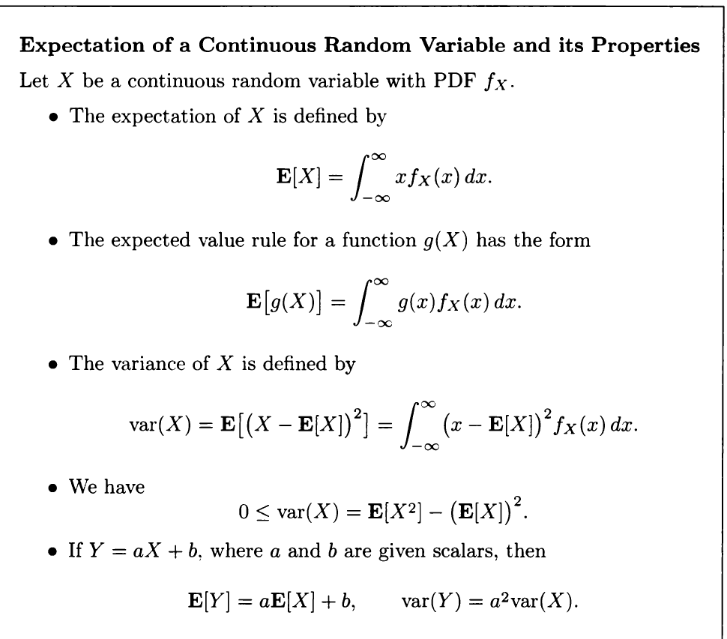 Expectation of a Continuous Random Variable and its Properties
Let X be a continuous random variable with PDF f_X.
• The expectation of X is defined by
E[X] = ∫_{-∞}^{∞} x f_X(x) dx.
• The expected value rule for a function g(X) has the form
E[g(X)] = ∫_{-∞}^{∞} g(x) f_X(x) dx.
• The variance of X is defined by
var(X) = E[(X − E[X])²] = ∫_{-∞}^{∞} (x − E[X])² f_X(x) dx.
• We have
0 ≤ var(X) = E[X²] − (E[X])².
• If Y = aX + b, where a and b are given scalars, then
E[Y] = aE[X] + b, var(Y) = a²var(X).